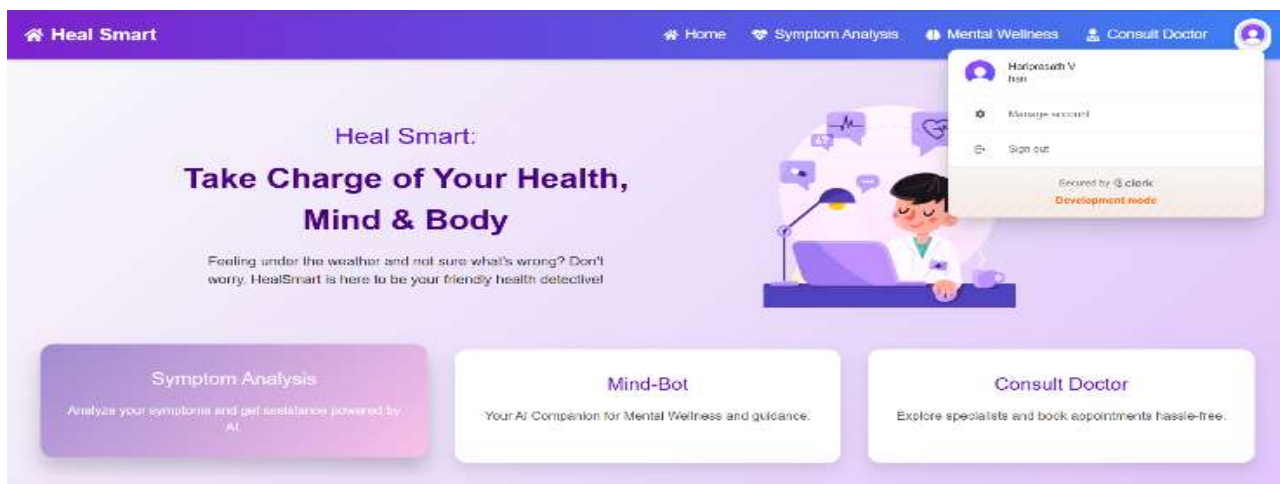 Heal Smart
Home Symptom Analysis Mental Wellness Consult Doctor
Hariprasath V
hari
Manage account
Sign out
Secured by clerk
Development mode
Heal Smart:
Take Charge of Your Health,
Mind & Body
Feeling under the weather and not sure what's wrong? Don't
worry, HealSmart is here to be your friendly health detective!
67
Symptom Analysis
Analyze your symptoms and get assistance powered by
AI.
Mind-Bot
Your AI Companion for Mental Wellness and guidance.
Consult Doctor
Explore specialists and book appointments hassle-free.